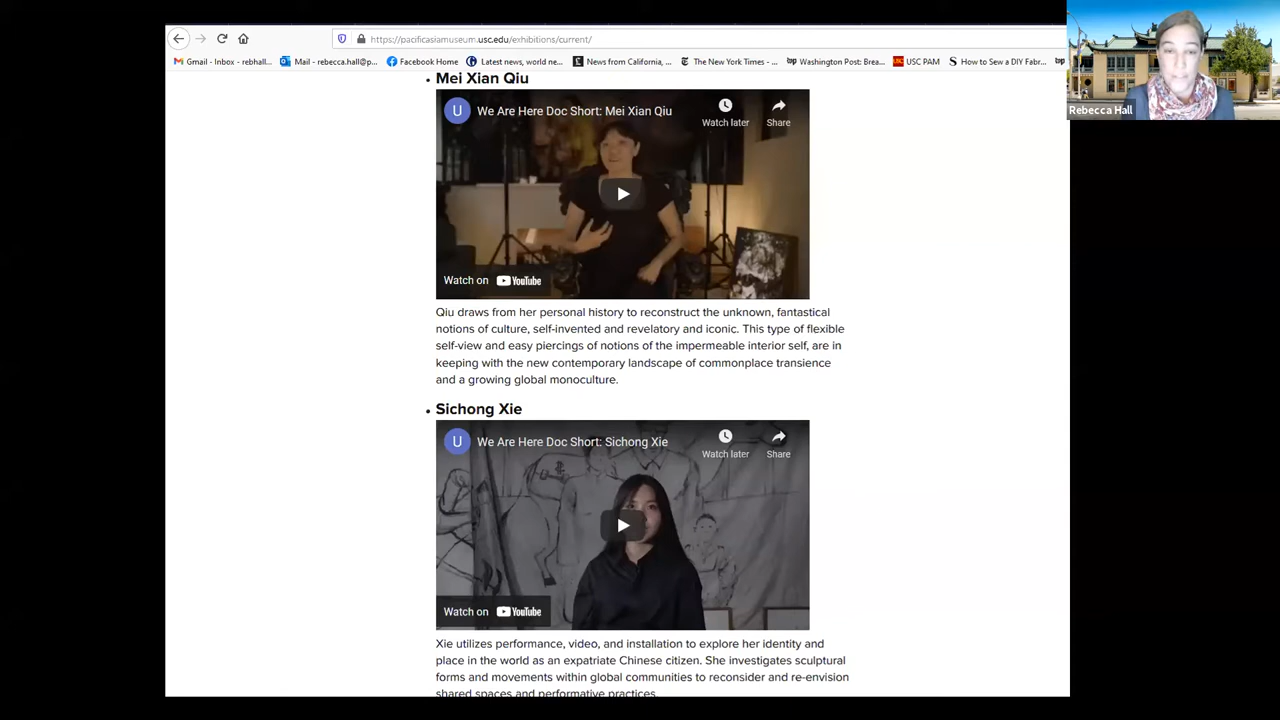 https://pacificasiamuseum.usc.edu/exhibitions/current/
Gmail - Inbox - rebhall...
Mail - rebecca.hall@p...
Facebook Home
Latest news, world ne...
News from California, ...
The New York Times - ...
Washington Post: Brea...
USC PAM
How to Sew a DIY Fabr...
Rebecca Hall
Mei Xian Qiu
U
We Are Here Doc Short: Mei Xian Qiu
Watch later
Share
Watch on YouTube
Qiu draws from her personal history to reconstruct the unknown, fantastical
notions of culture, self-invented and revelatory and iconic. This type of flexible
self-view and easy piercings of notions of the impermeable interior self, are in
keeping with the new contemporary landscape of commonplace transience
and a growing global monoculture.
Sichong Xie
U
We Are Here Doc Short: Sichong Xie
Watch later
Share
Watch on YouTube
Xie utilizes performance, video, and installation to explore her identity and
place in the world as an expatriate Chinese citizen. She investigates sculptural
forms and movements within global communities to reconsider and re-envision
shared spaces and performative practices.